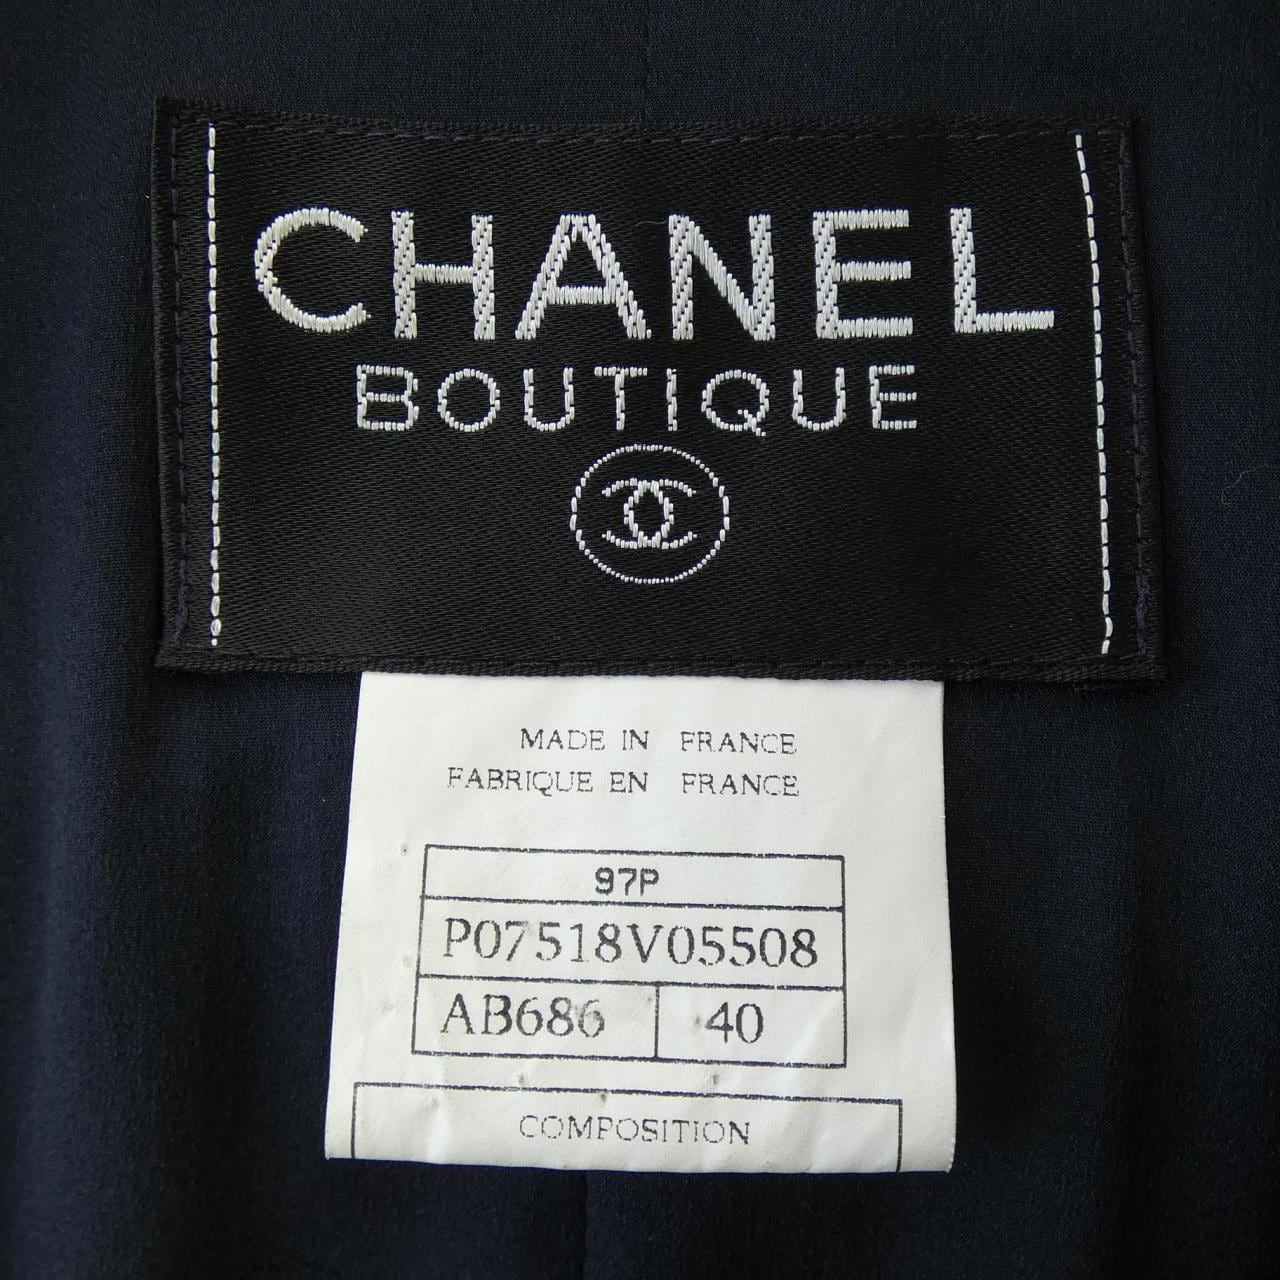 CHANEL
BOUTIQUE
MADE IN FRANCE
FABRIQUE EN FRANCE
97P
P07518V05508
AB686 40
COMPOSITION